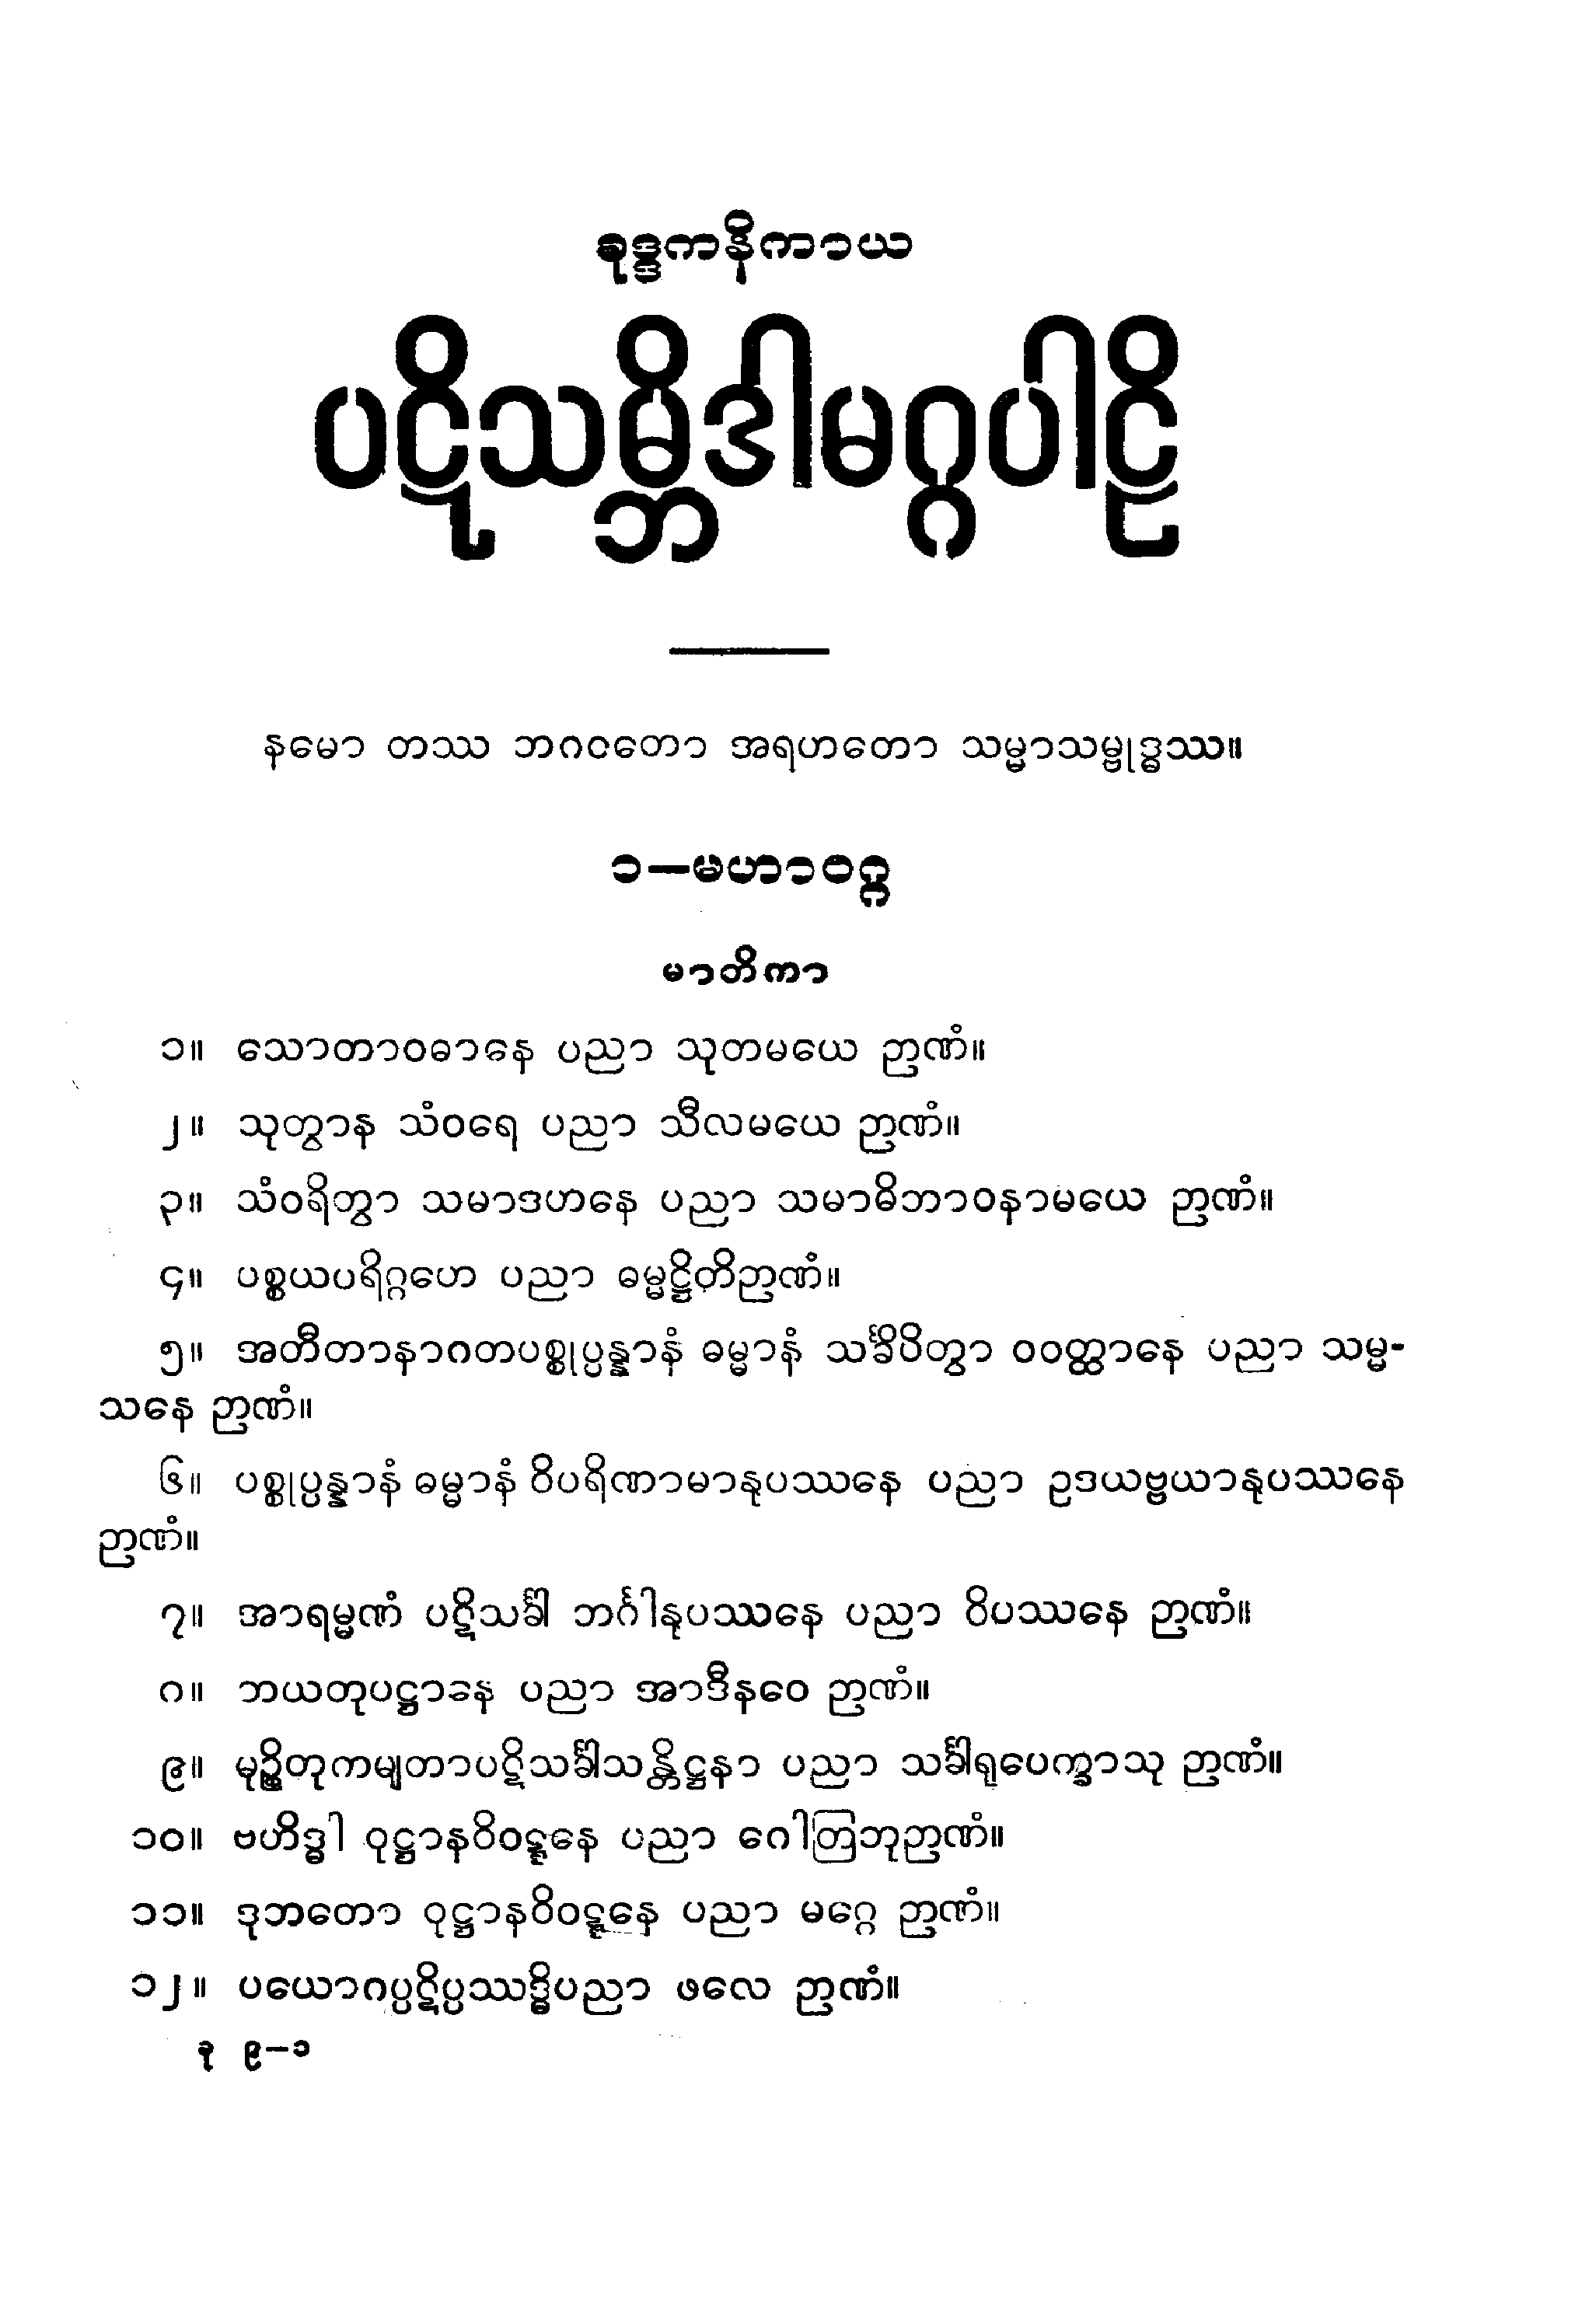 ခုဒ္ဒကနိကာယ
ပဋိသမ္ဘိဒါမဂ္ဂပါဠိ
နမော တဿ ဘဂဝတော အရဟတော သမ္မာသမ္ဗုဒ္ဓဿ။
၁—မဟာဝဂ္ဂ
မာတိကာ
၁။ သောတာဝဓာနေ ပညာ သုတမယေ ဉာဏံ။
၂။ သုတွာန သံဝရေ ပညာ သီလမယေ ဉာဏံ။
၃။ သံဝရိတွာ သမာဒဟနေ ပညာ သမာဓိဘာဝနာမယေ ဉာဏံ။
၄။ ပစ္စယပရိဂ္ဂဟေ ပညာ ဓမ္မဋ္ဌိတိဉာဏံ။
၅။ အတီတာနာဂတပစ္စုပ္ပန္နာနံ ဓမ္မာနံ သင်္ခိပိတွာ ဝဝတ္ထာနေ ပညာ သမ္မ-
သနေ ဉာဏံ။
၆။ ပစ္စုပ္ပန္နာနံ ဓမ္မာနံ ဝိပရိဏာမာနုပဿနေ ပညာ ဥဒယဗ္ဗယာနုပဿနေ
ဉာဏံ။
၇။ အာရမ္မဏံ ပဋိသင်္ခါ ဘင်္ဂါနုပဿနေ ပညာ ဝိပဿနေ ဉာဏံ။
၈။ ဘယတုပဋ္ဌာနေ ပညာ အာဒီနဝေ ဉာဏံ။
၉။ မုဉ္စိတုကမျတာပဋိသင်္ခါသန္တိဋ္ဌနာ ပညာ သင်္ခါရုပေက္ခာသု ဉာဏံ။
၁၀။ ဗဟိဒ္ဓါ ဝုဋ္ဌာနဝိဝဋ္ဋနေ ပညာ ဂေါတြဘုဉာဏံ။
၁၁။ ဒုဘတော ဝုဋ္ဌာနဝိဝဋ္ဋနေ ပညာ မဂ္ဂေ ဉာဏံ။
၁၂။ ပယောဂပ္ပဋိပ္ပဿဒ္ဓိပညာ ဖလေ ဉာဏံ။
ခု ၉-၁